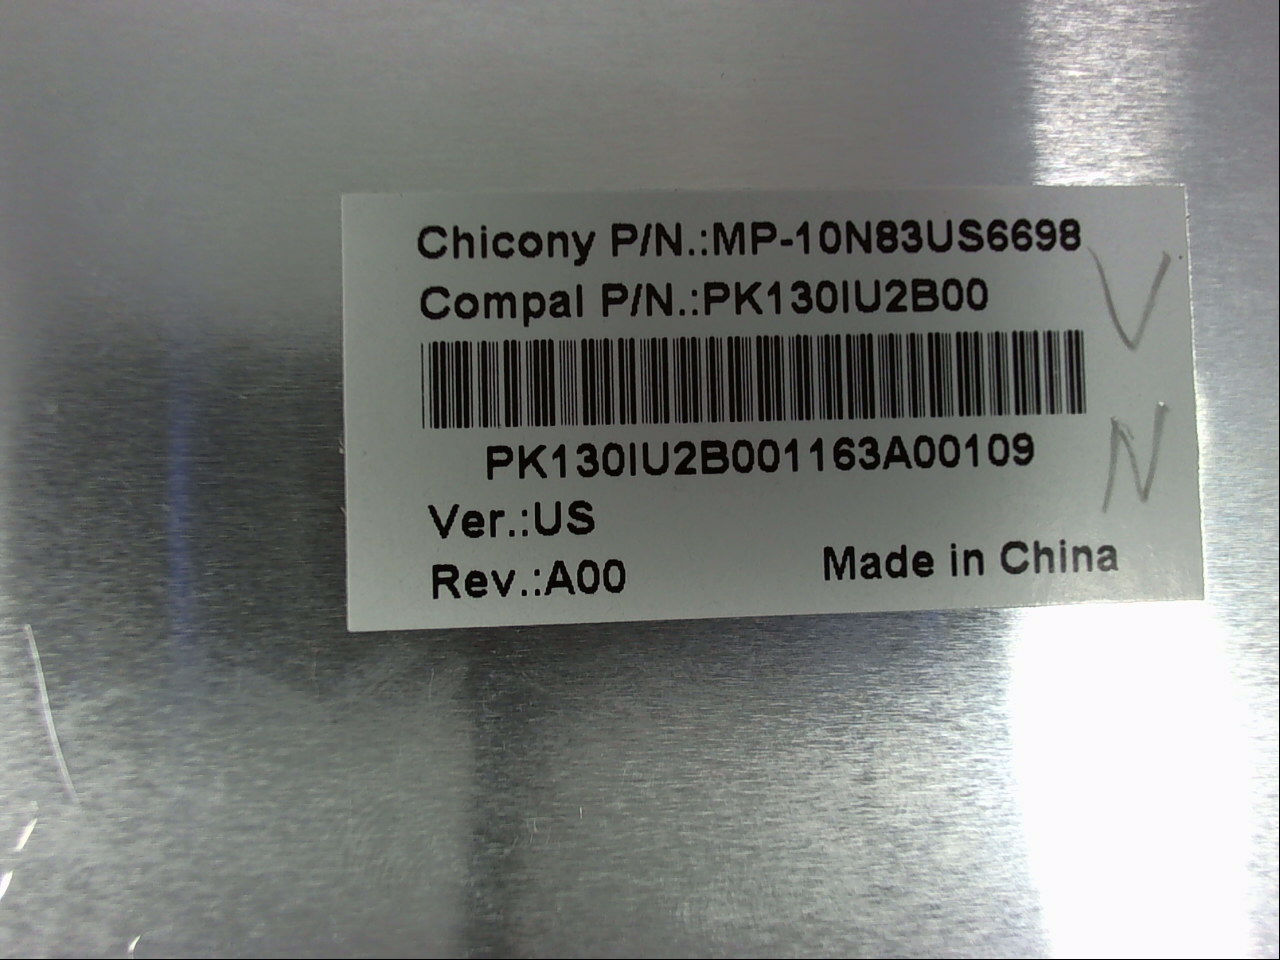 Chicony P/N.:MP-10N83US6698
Compal P/N.:PK130IU2B00
V
PK130IU2B001163A00109
N
Ver.:US
Rev.:A00
Made in China